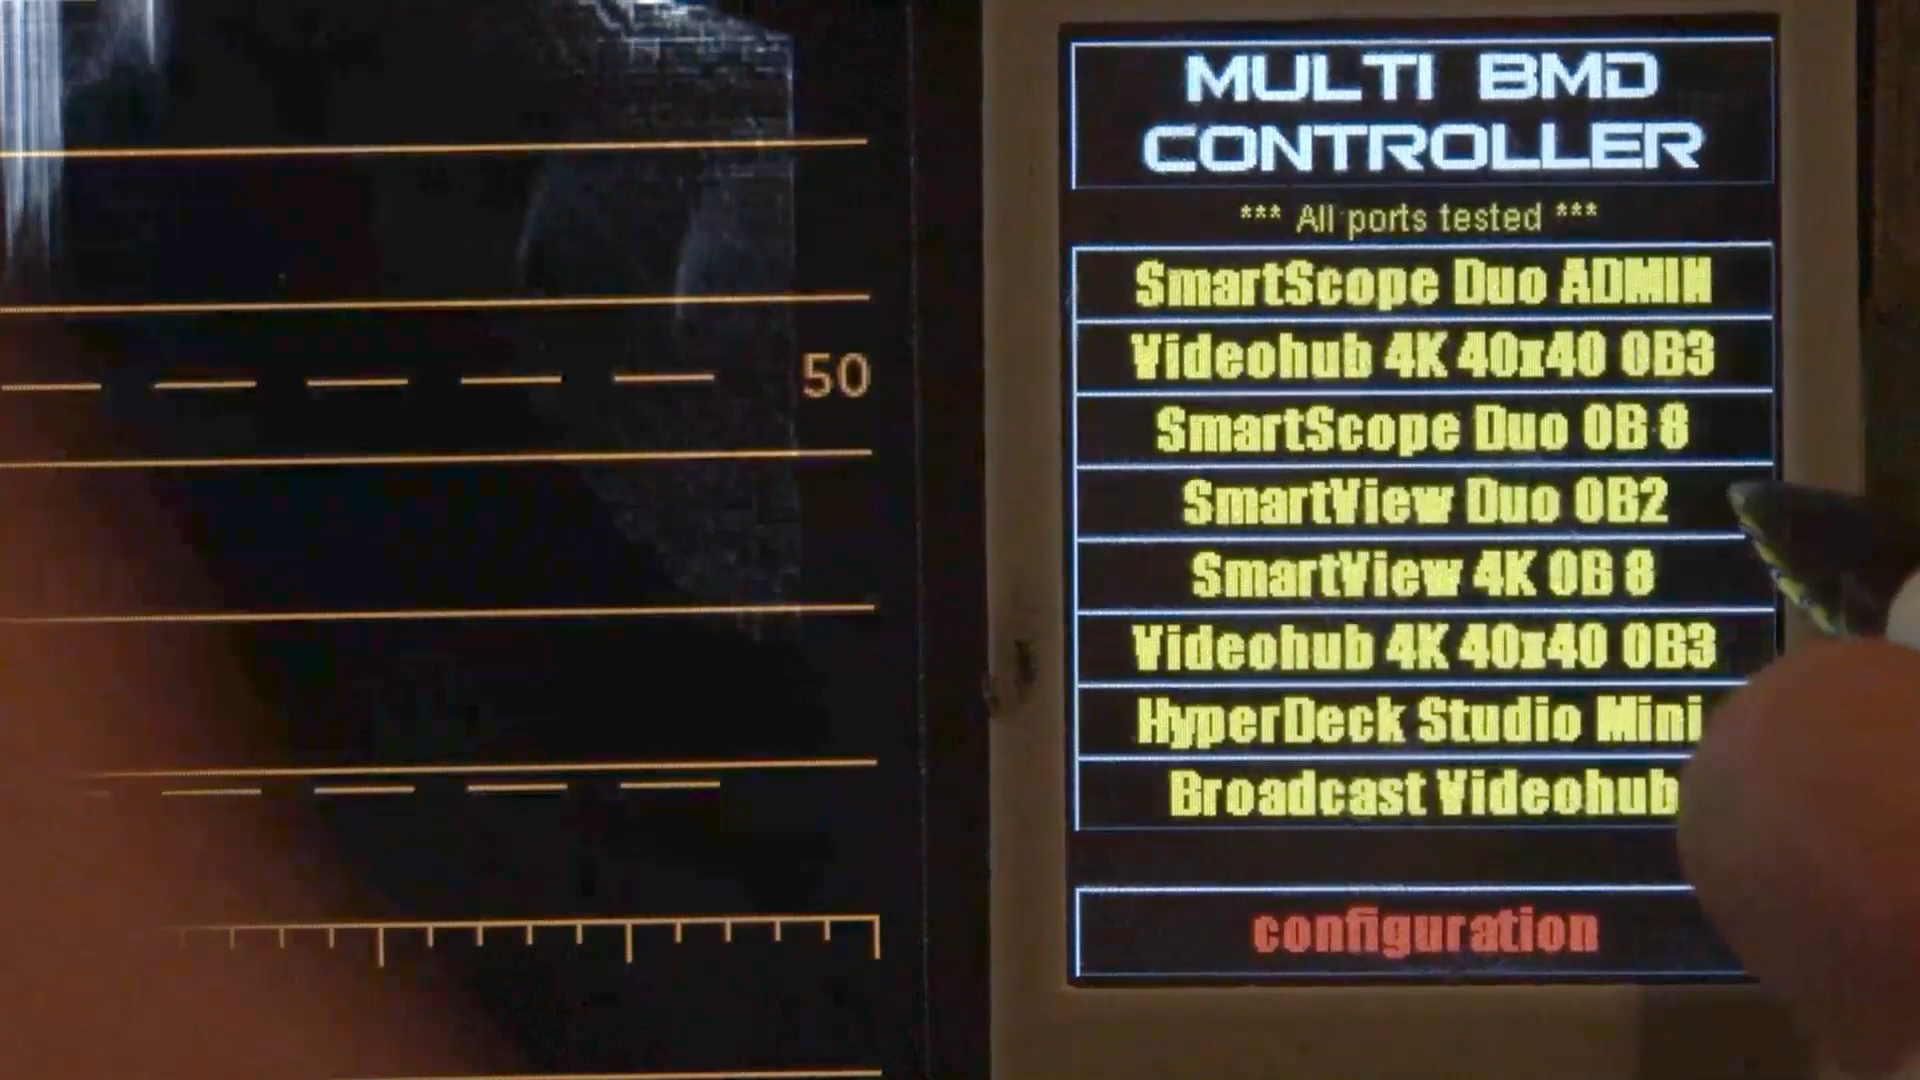 50
MULTI BMD
CONTROLLER
*** All ports tested ***
SmartScope Duo ADMIN
Videohub 4K 40x40 OB3
SmartScope Duo OB 8
SmartView Duo OB2
SmartView 4K OB 8
Videohub 4K 40x40 OB3
HyperDeck Studio Mini
Broadcast Videohub
configuration